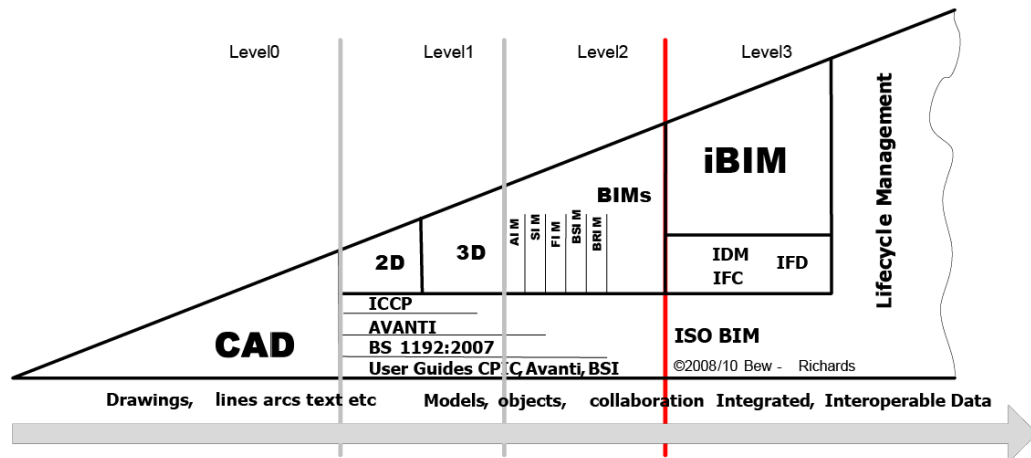 Level0 Level1 Level2 Level3
Lifecycle Management
iBIM
BIMs
AIM
SIM
FIM
BSIM
BRIM
2D
3D
IDM IFD
IFC
ICCP
AVANTI
BS 1192:2007
User Guides CPIC, Avanti, BSI
CAD
ISO BIM
©2008/10 Bew - Richards
Drawings, lines arcs text etc Models, objects, collaboration Integrated, Interoperable Data